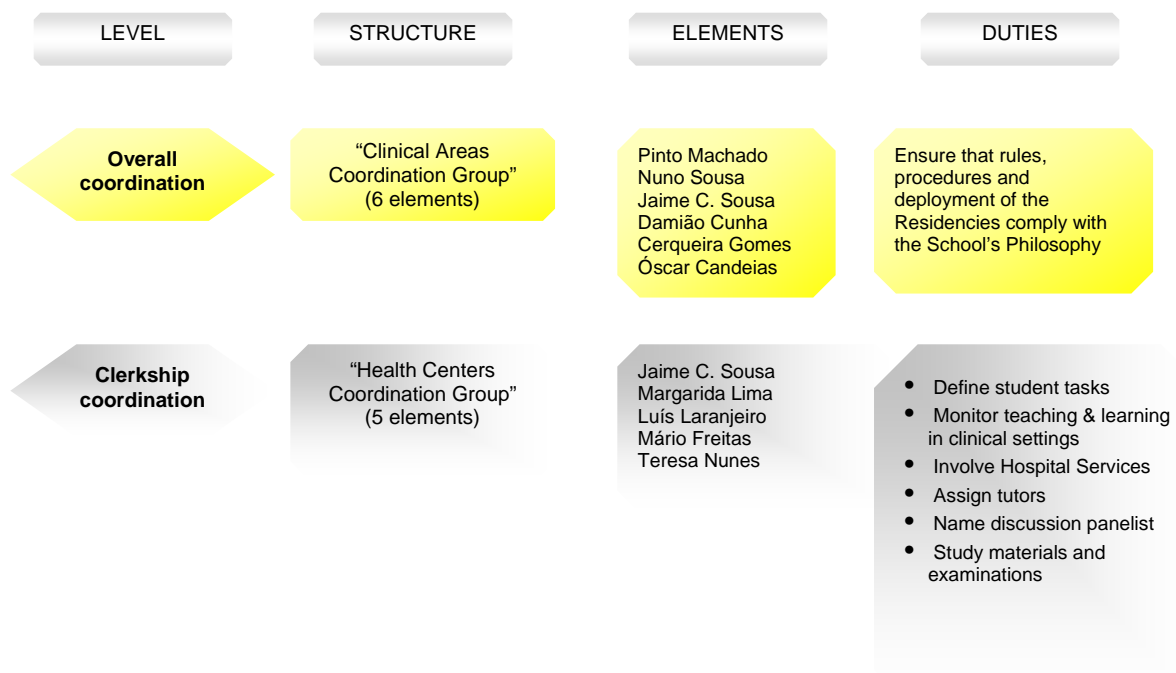 LEVEL
STRUCTURE
ELEMENTS
DUTIES
Overall
coordination
“Clinical Areas
Coordination Group”
(6 elements)
Pinto Machado
Nuno Sousa
Jaime C. Sousa
Damião Cunha
Cerqueira Gomes
Óscar Candeias
Ensure that rules,
procedures and
deployment of the
Residencies comply with
the School’s Philosophy
Clerkship
coordination
“Health Centers
Coordination Group”
(5 elements)
Jaime C. Sousa
Margarida Lima
Luís Laranjeiro
Mário Freitas
Teresa Nunes
• Define student tasks
• Monitor teaching & learning
in clinical settings
• Involve Hospital Services
• Assign tutors
• Name discussion panelist
• Study materials and
examinations